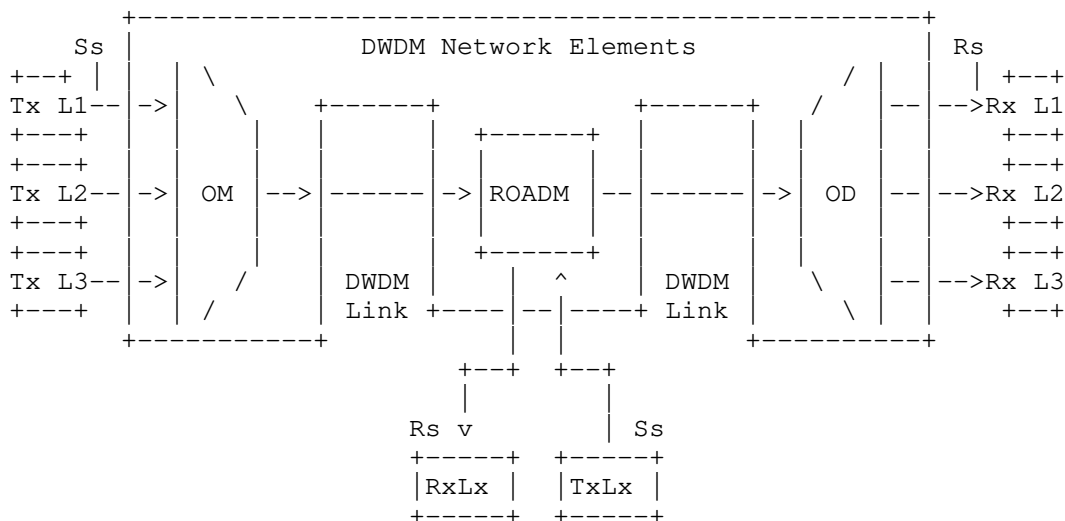 Ss DWDM Network Elements Rs
Tx L1 Rx L1
Tx L2 OM ROADM OD Rx L2
Tx L3 DWDM DWDM Rx L3
Link Link
Rs v Ss
RxLx TxLx